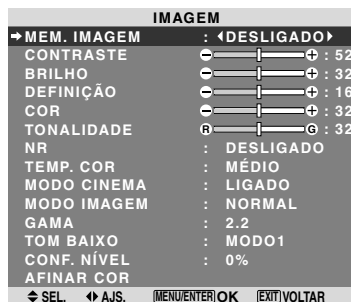 IMAGEM
MEM. IMAGEM : DESLIGADO
CONTRASTE : 52
BRILHO : 32
DEFINIÇÃO : 16
COR : 32
TONALIDADE R G : 32
NR : DESLIGADO
TEMP. COR : MÉDIO
MODO CINEMA : LIGADO
MODO IMAGEM : NORMAL
GAMA : 2.2
TOM BAIXO : MODO1
CONF. NÍVEL : 0%
AFINAR COR
SEL. AJS. MENU/ENTER OK EXIT VOLTAR